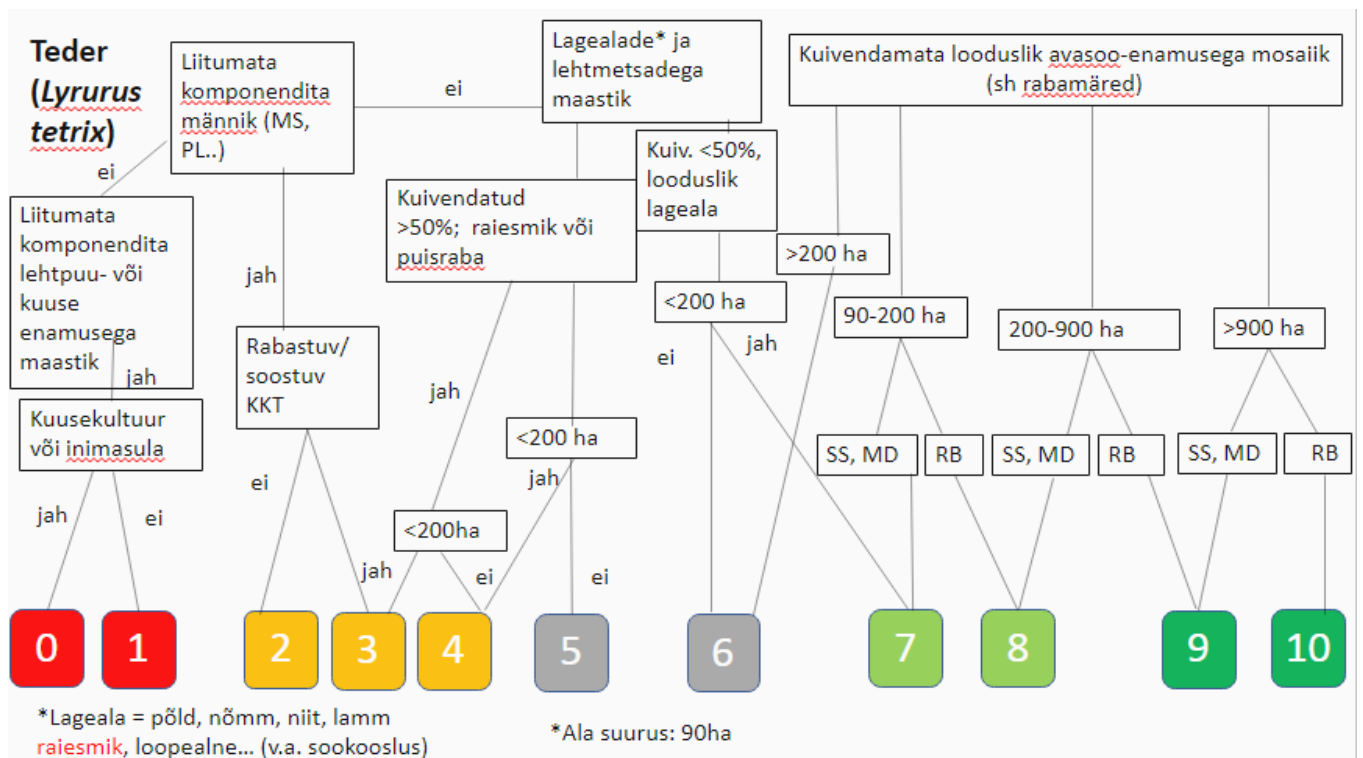 Teder
(Lyrurus
tetrix)
Liitumata
komponendita
männik (MS,
PL..)
ei
Lagealade* ja
lehtmetsadega
maastik
Kuivendamata looduslik avasoo-enamusega mosaiik
(sh rabamäred)
ei
Liitumata
komponendita
lehtpuu- või
kuuse
enamusega
maastik
jah
jah
Kuivendatud
>50%; raiesmik või
puisraba
Kuiv. <50%,
looduslik
lageala
>200 ha
<200 ha
90-200 ha
200-900 ha
>900 ha
ei
jah
Rabastuv/
soostuv
KKT
jah
Kuusekultuur
või inimasula
<200 ha
jah
SS, MD
RB
SS, MD
RB
SS, MD
RB
jah
ei
ei
jah
<200ha
ei
ei
0
1
2
3
4
5
6
7
8
9
10
*Lageala = põld, nõmm, niit, lamm
raiesmik, loopealne... (v.a. sookooslus)
*Ala suurus: 90ha